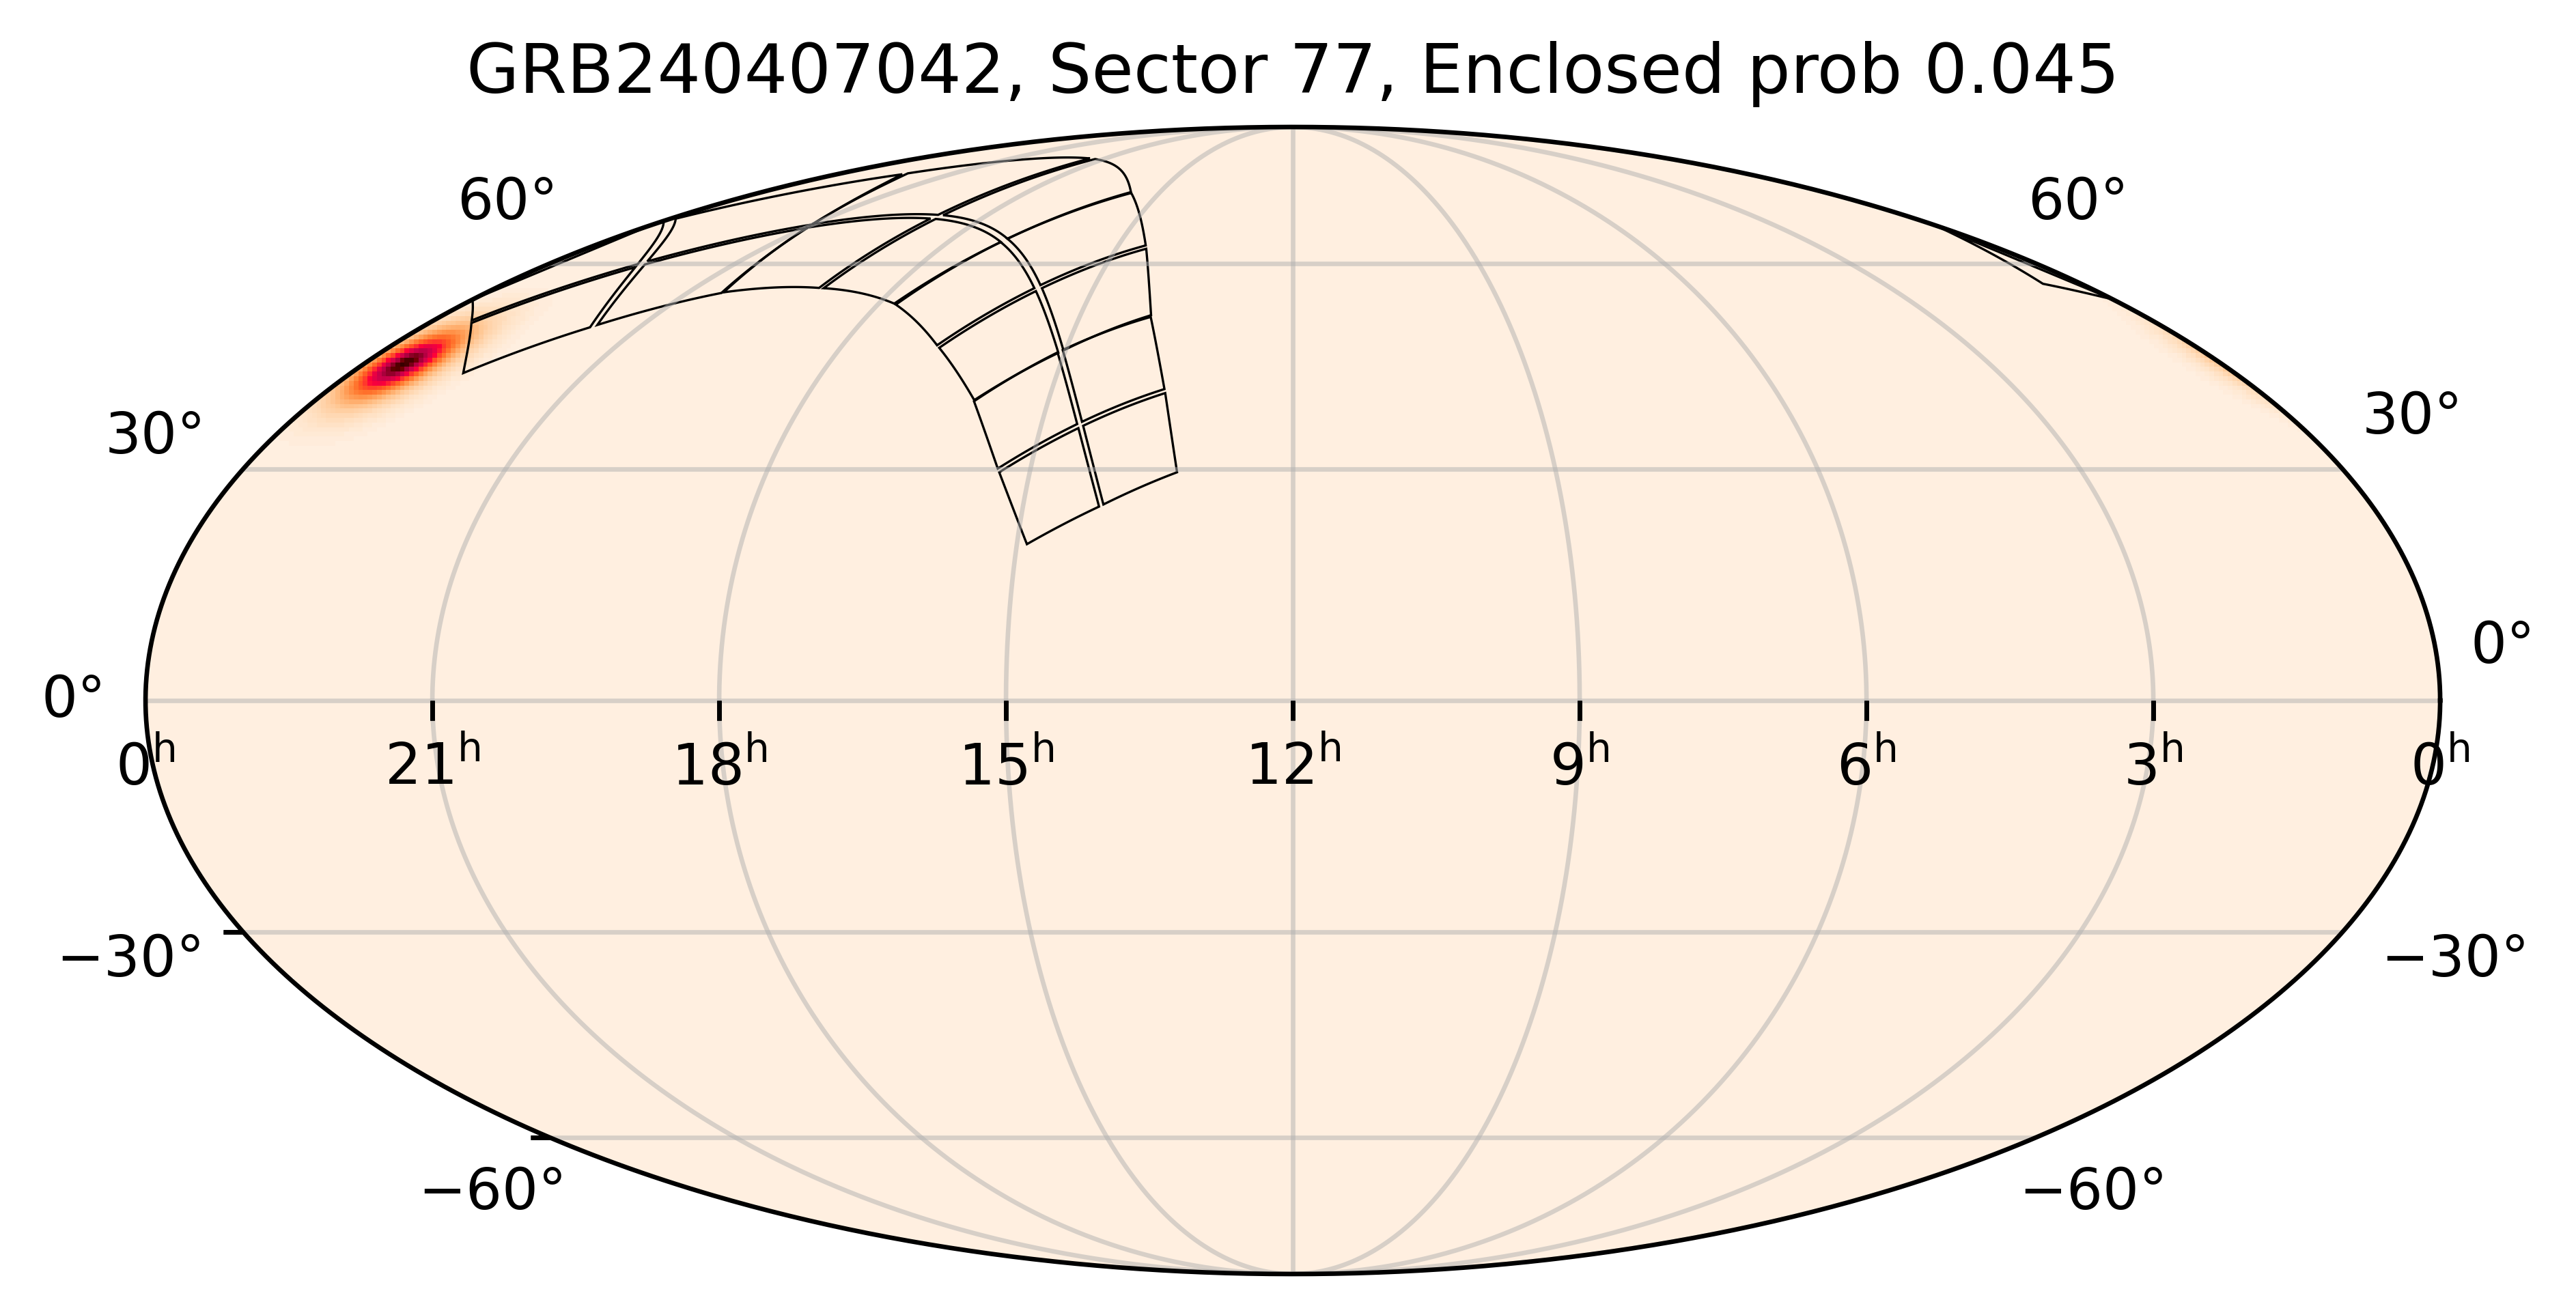 GRB240407042, Sector 77, Enclosed prob 0.045
60° 60°
30° 30°
0° 0°
0ʰ 21ʰ 18ʰ 15ʰ 12ʰ 9ʰ 6ʰ 3ʰ 0ʰ
−30° −30°
−60° −60°